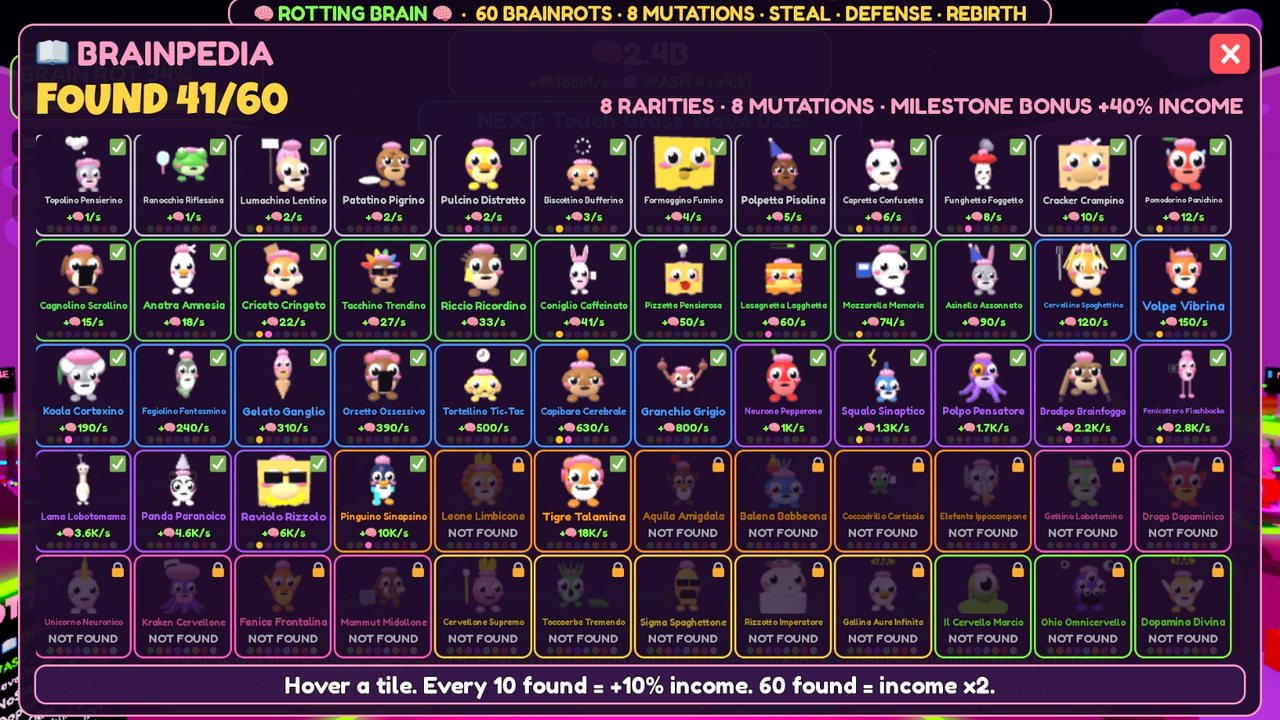 🧠 ROTTING BRAIN 🧠 · 60 BRAINROTS · 8 MUTATIONS · STEAL · DEFENSE · REBIRTH
📖 BRAINPEDIA
FOUND 41/60
8 RARITIES · 8 MUTATIONS · MILESTONE BONUS +40% INCOME
2.4B
NEXT: Touch Grass Wave 0:35
Topolino Pensierino Ranocchia Riflessina Lumachino Lentino Patatino Pigrino Pulcino Distratto Biscottino Bufferino Formaggino Fumino Polpetta Pisolina Capretta Confusetta Funghetto Foggetto Cracker Crampino Pomodorino Panichino
+🧠1/s +🧠1/s +🧠2/s +🧠2/s +🧠2/s +🧠3/s +🧠4/s +🧠5/s +🧠6/s +🧠8/s +🧠10/s +🧠12/s
Cagnolino Scrollino Anatra Amnesia Criceto Cringeto Tacchino Trendino Riccio Ricordino Coniglio Caffeinato Pizzetta Pensierosa Lasagnetta Lagghetta Mozzarella Memoria Asinello Assonnato Cervellino Spaghettino Volpe Vibrina
+🧠15/s +🧠18/s +🧠22/s +🧠27/s +🧠33/s +🧠41/s +🧠50/s +🧠60/s +🧠74/s +🧠90/s +🧠120/s +🧠150/s
Koala Cortexino Fagiolino Fantasmino Gelato Ganglio Orsetto Ossessivo Tortellino Tic-Tac Capibara Cerebrale Granchio Grigio Neurone Pepperone Squalo Sinaptico Polpo Pensatore Bradipo Brainfoggo Fenicottero Flashbacko
+🧠190/s +🧠240/s +🧠310/s +🧠390/s +🧠500/s +🧠630/s +🧠800/s +🧠1K/s +🧠1.3K/s +🧠1.7K/s +🧠2.2K/s +🧠2.8K/s
Lama Lobotomama Panda Paranoico Raviolo Rizzolo Pinguino Sinapsino Leone Limbicone Tigre Talamina Aquila Amigdala Balena Babbeona Coccodrillo Cortisolo Elefante Ippocampone Gattino Lobotomino Drago Dopaminico
+🧠3.6K/s +🧠4.6K/s +🧠6K/s +🧠10K/s NOT FOUND +🧠18K/s NOT FOUND NOT FOUND NOT FOUND NOT FOUND NOT FOUND NOT FOUND
Unicorno Neuronico Kraken Cervellone Fenice Frontalina Mammut Midollone Cervellone Supremo Toccaerba Tremendo Sigma Spaghettone Rizzotto Imperatore Gallina Aura Infinita Il Cervello Marcio Ohio Omnicervello Dopamina Divina
NOT FOUND NOT FOUND NOT FOUND NOT FOUND NOT FOUND NOT FOUND NOT FOUND NOT FOUND NOT FOUND NOT FOUND NOT FOUND NOT FOUND
Hover a tile. Every 10 found = +10% income. 60 found = income x2.